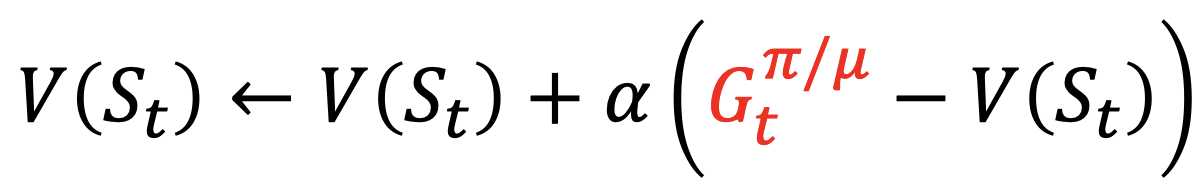 V(S_t) ← V(S_t) + α(G_t^{π/μ} − V(S_t))